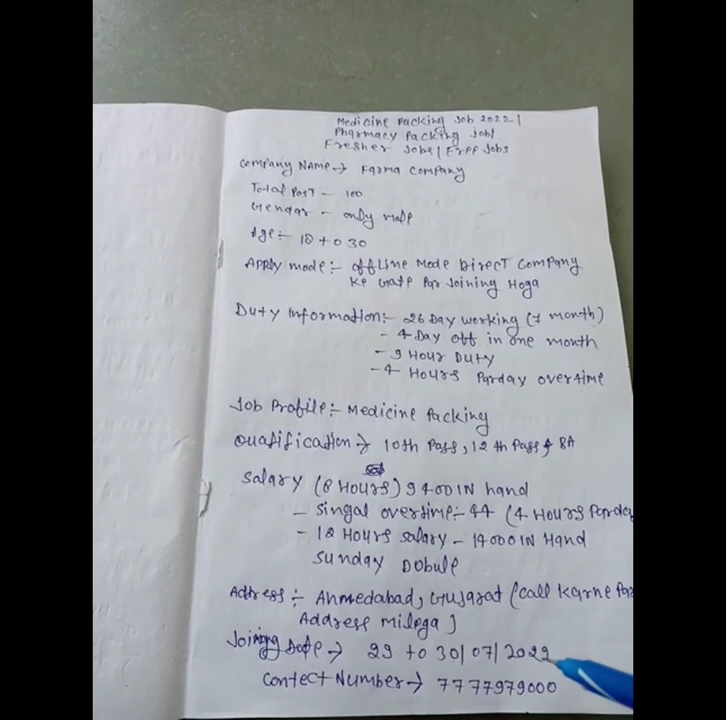 Medicine Packing Job 2022 |
Pharmacy Packing Job |
Fresher Jobs | Free Jobs
Company Name → Farma Company
Total Post - 100
Gendar - only male
Age :- 18 to 30
Apply mode :- offLine Mode Direct Company
ke Gate Par Joining Hoga
Duty Information :- 26 Day working (1 month)
- 4 Day off in one month
- 9 Hour Duty
- 4 Hours Parday overtime
Job Profile :- Medicine Packing
Qualification → 10th Pass, 12th Pass, BA
Salary (8 Hours) 9400 IN hand
- Singal overtime :- 44 (4 Hours Parday
- 12 Hours salary - 14000 IN Hand
Sunday Dobule
Address :- Ahmedabad, Gujarat (call Karne Par
Address Milega)
Joining Date → 29 to 30/07/2022
Contect Number → 7777979000